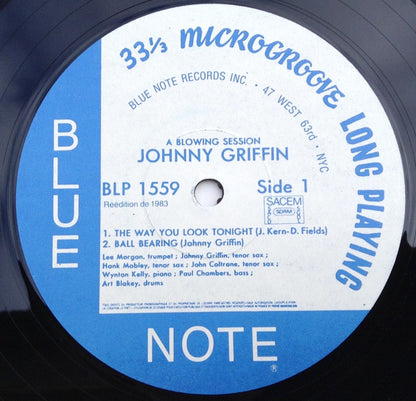 33⅓ MICROGROOVE LONG PLAYING
BLUE NOTE RECORDS INC. · 47 WEST 63rd · NYC
A BLOWING SESSION
JOHNNY GRIFFIN
BLP 1559
Side 1
Réédition de 1983
SACEM
SDRM
1. THE WAY YOU LOOK TONIGHT (J. Kern-D. Fields)
2. BALL BEARING (Johnny Griffin)
Lee Morgan, trumpet ; Johnny Griffin, tenor sax ;
Hank Mobley, tenor sax ; John Coltrane, tenor sax ;
Wynton Kelly, piano ; Paul Chambers, bass ;
Art Blakey, drums
BLUE
NOTE
®